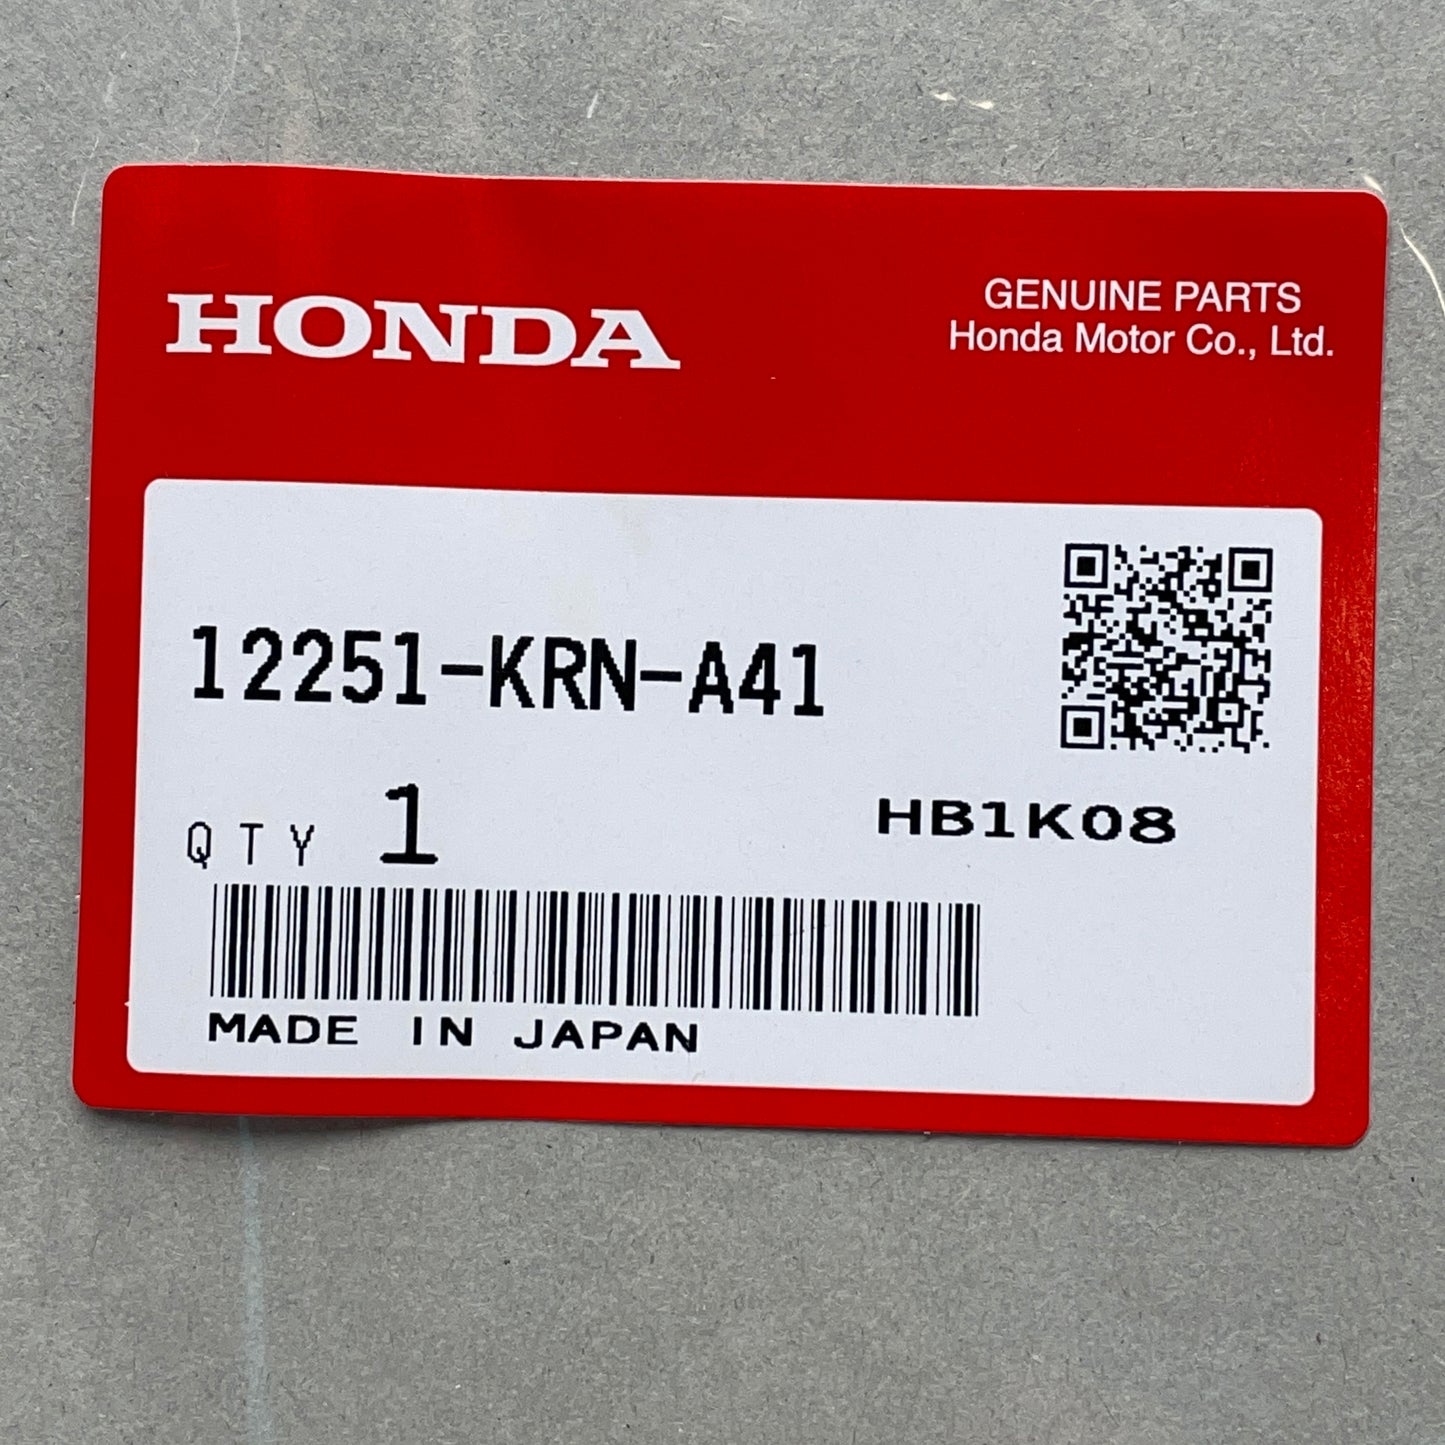 HONDA
GENUINE PARTS
Honda Motor Co., Ltd.
12251-KRN-A41
QTY 1
HB1K08
MADE IN JAPAN